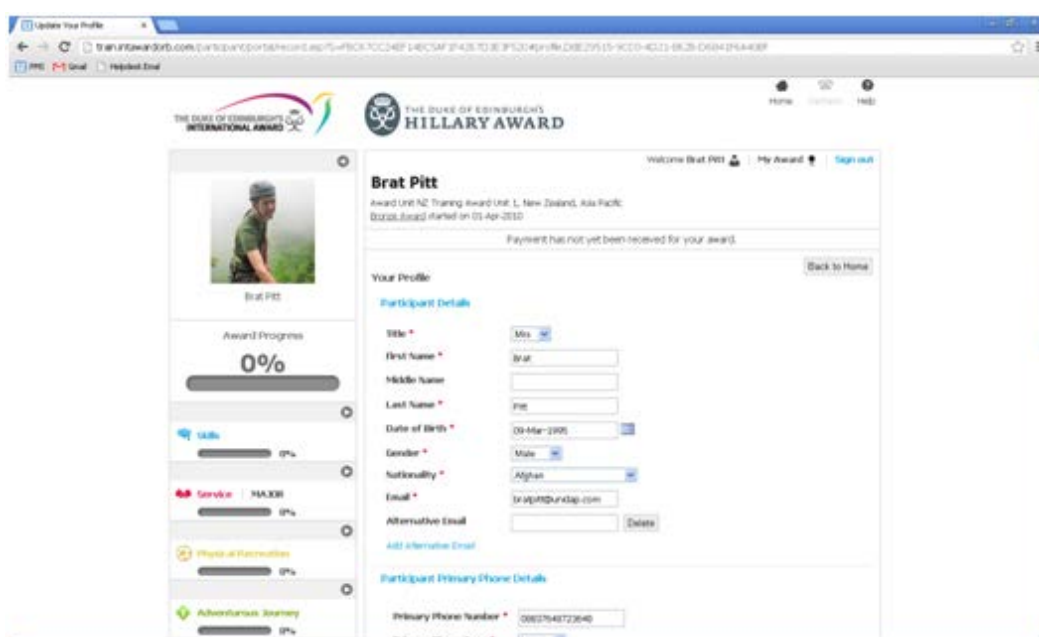 Update Your Profile
PPS Gmail Helpdesk Email
Home Help
THE DUKE OF EDINBURGH'S
INTERNATIONAL AWARD
THE DUKE OF EDINBURGH'S
HILLARY AWARD
Welcome Brat Pitt My Award Sign out
Brat Pitt
Award Unit NZ Training Award Unit 1, New Zealand, Asia Pacific
Bronze Award started on 01-Apr-2010
Payment has not yet been received for your award.
Back to Home
Brat Pitt
Award Progress
0%
Skills
0%
Service MAJOR
0%
Physical Recreation
0%
Adventurous Journey
0%
Your Profile
Participant Details
Title * Mrs
First Name * Brat
Middle Name
Last Name * Pitt
Date of Birth * 09-Mar-1995
Gender * Male
Nationality * Afghan
Email * bratpitt@undap.com
Alternative Email Delete
Add Alternative Email
Participant Primary Phone Details
Primary Phone Number *